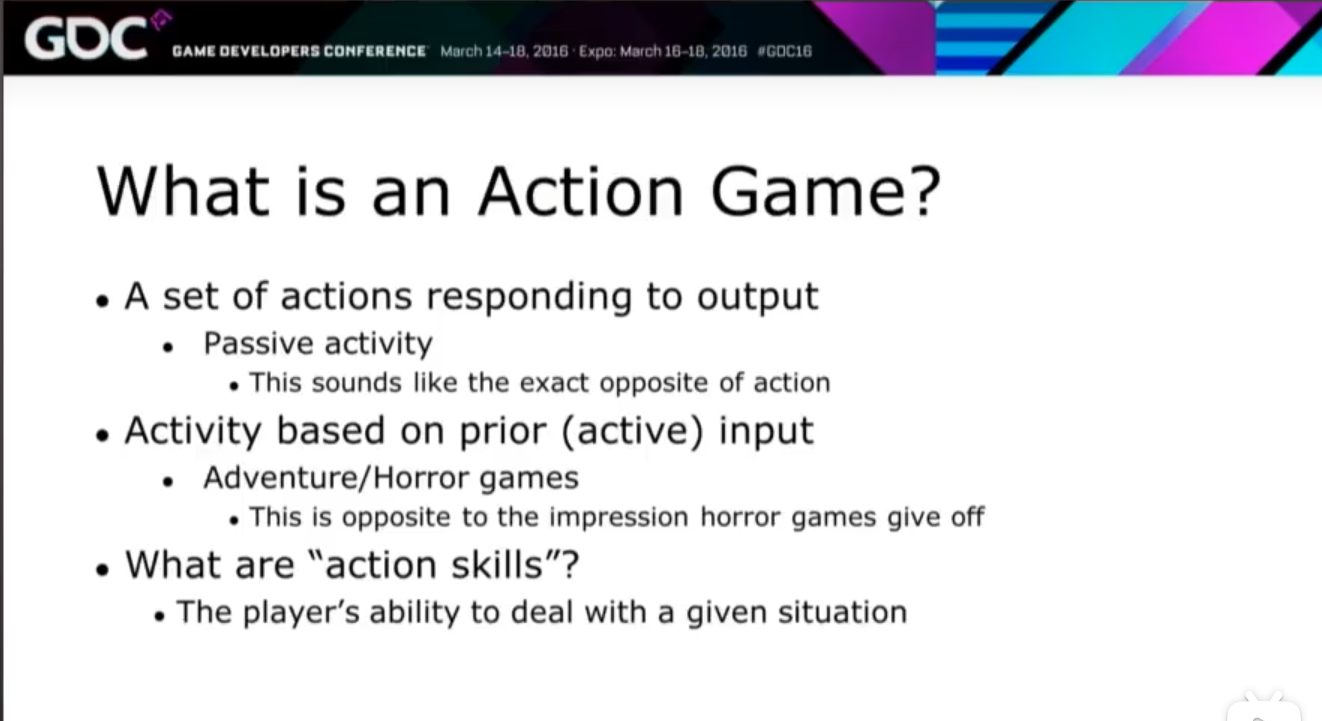 GDC
GAME DEVELOPERS CONFERENCE March 14–18, 2016 · Expo: March 16–18, 2016 #GDC16
What is an Action Game?
• A set of actions responding to output
• Passive activity
• This sounds like the exact opposite of action
• Activity based on prior (active) input
• Adventure/Horror games
• This is opposite to the impression horror games give off
• What are “action skills”?
• The player’s ability to deal with a given situation